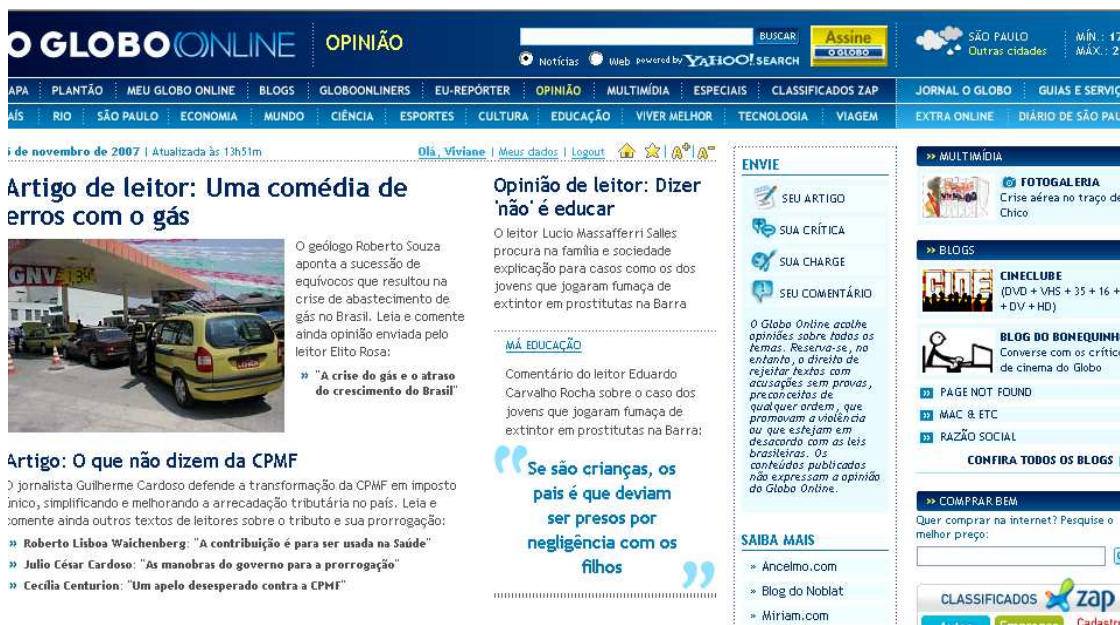 O GLOBO ONLINE
OPINIÃO
BUSCAR
Notícias Web powered by YAHOO! SEARCH
Assine
O GLOBO
SÃO PAULO
Outras cidades
MÍN.: 17
MÁX.: 2
APA PLANTÃO MEU GLOBO ONLINE BLOGS GLOBOONLINERS EU-REPÓRTER OPINIÃO MULTIMÍDIA ESPECIAIS CLASSIFICADOS ZAP JORNAL O GLOBO GUIAS E SERVIÇ
AÍS RIO SÃO PAULO ECONOMIA MUNDO CIÊNCIA ESPORTES CULTURA EDUCAÇÃO VIVER MELHOR TECNOLOGIA VIAGEM EXTRA ONLINE DIÁRIO DE SÃO PAU
de novembro de 2007 | Atualizada às 13h51m
Olá, Viviane | Meus dados | Logout A+ A-
Artigo de leitor: Uma comédia de
erros com o gás
GNV 1,39
O geólogo Roberto Souza
aponta a sucessão de
equívocos que resultou na
crise de abastecimento de
gás no Brasil. Leia e comente
ainda opinião enviada pelo
leitor Elito Rosa:
» "A crise do gás e o atraso
do crescimento do Brasil"
Artigo: O que não dizem da CPMF
O jornalista Guilherme Cardoso defende a transformação da CPMF em imposto
único, simplificando e melhorando a arrecadação tributária no país. Leia e
comente ainda outros textos de leitores sobre o tributo e sua prorrogação:
» Roberto Lisboa Waichenberg: "A contribuição é para ser usada na Saúde"
» Julio César Cardoso: "As manobras do governo para a prorrogação"
» Cecília Centurion: "Um apelo desesperado contra a CPMF"
Opinião de leitor: Dizer
'não' é educar
O leitor Lucio Massafferri Salles
procura na família e sociedade
explicação para casos como os dos
jovens que jogaram fumaça de
extintor em prostitutas na Barra
MÁ EDUCAÇÃO
Comentário do leitor Eduardo
Carvalho Rocha sobre o caso dos
jovens que jogaram fumaça de
extintor em prostitutas na Barra:
“Se são crianças, os
pais é que deviam
ser presos por
negligência com os
filhos”
ENVIE
SEU ARTIGO
SUA CRÍTICA
SUA CHARGE
SEU COMENTÁRIO
O Globo Online acolhe
opiniões sobre todos os
temas. Reserva-se, no
entanto, o direito de
rejeitar textos com
acusações sem provas,
preconceitos de
qualquer ordem, que
promovam a violência
ou que estejam em
desacordo com as leis
brasileiras. Os
conteúdos publicados
não expressam a opinião
do Globo Online.
SAIBA MAIS
» Ancelmo.com
» Blog do Noblat
» Miriam.com
» MULTIMÍDIA
FOTOGALERIA
Crise aérea no traço de
Chico
» BLOGS
CINE
CINECLUBE
(DVD + VHS + 35 + 16 +
+ DV + HD)
BLOG DO BONEQUINHO
Converse com os crítico
de cinema do Globo
» PAGE NOT FOUND
» MAC & ETC
» RAZÃO SOCIAL
CONFIRA TODOS OS BLOGS
» COMPRAR BEM
Quer comprar na internet? Pesquise o
melhor preço:
CLASSIFICADOS zap
Empregos
Cadastr